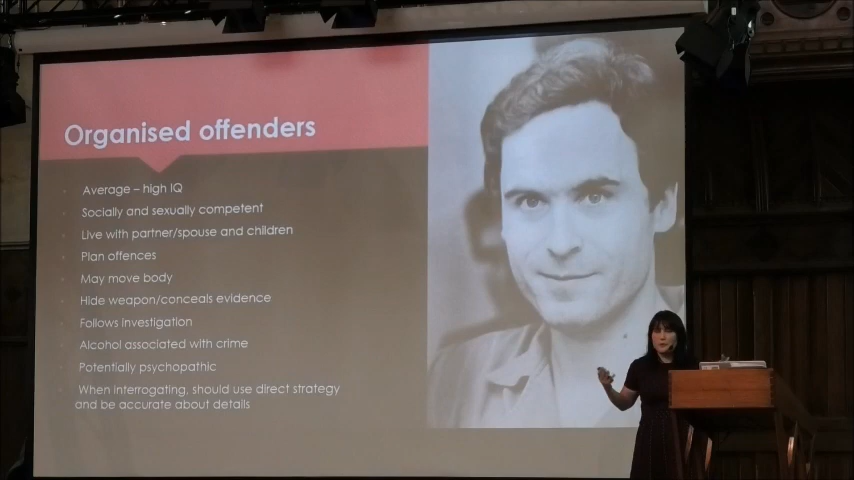 Organised offenders
Average – high IQ
Socially and sexually competent
Live with partner/spouse and children
Plan offences
May move body
Hide weapon/conceals evidence
Follows investigation
Alcohol associated with crime
Potentially psychopathic
When interrogating, should use direct strategy
and be accurate about details